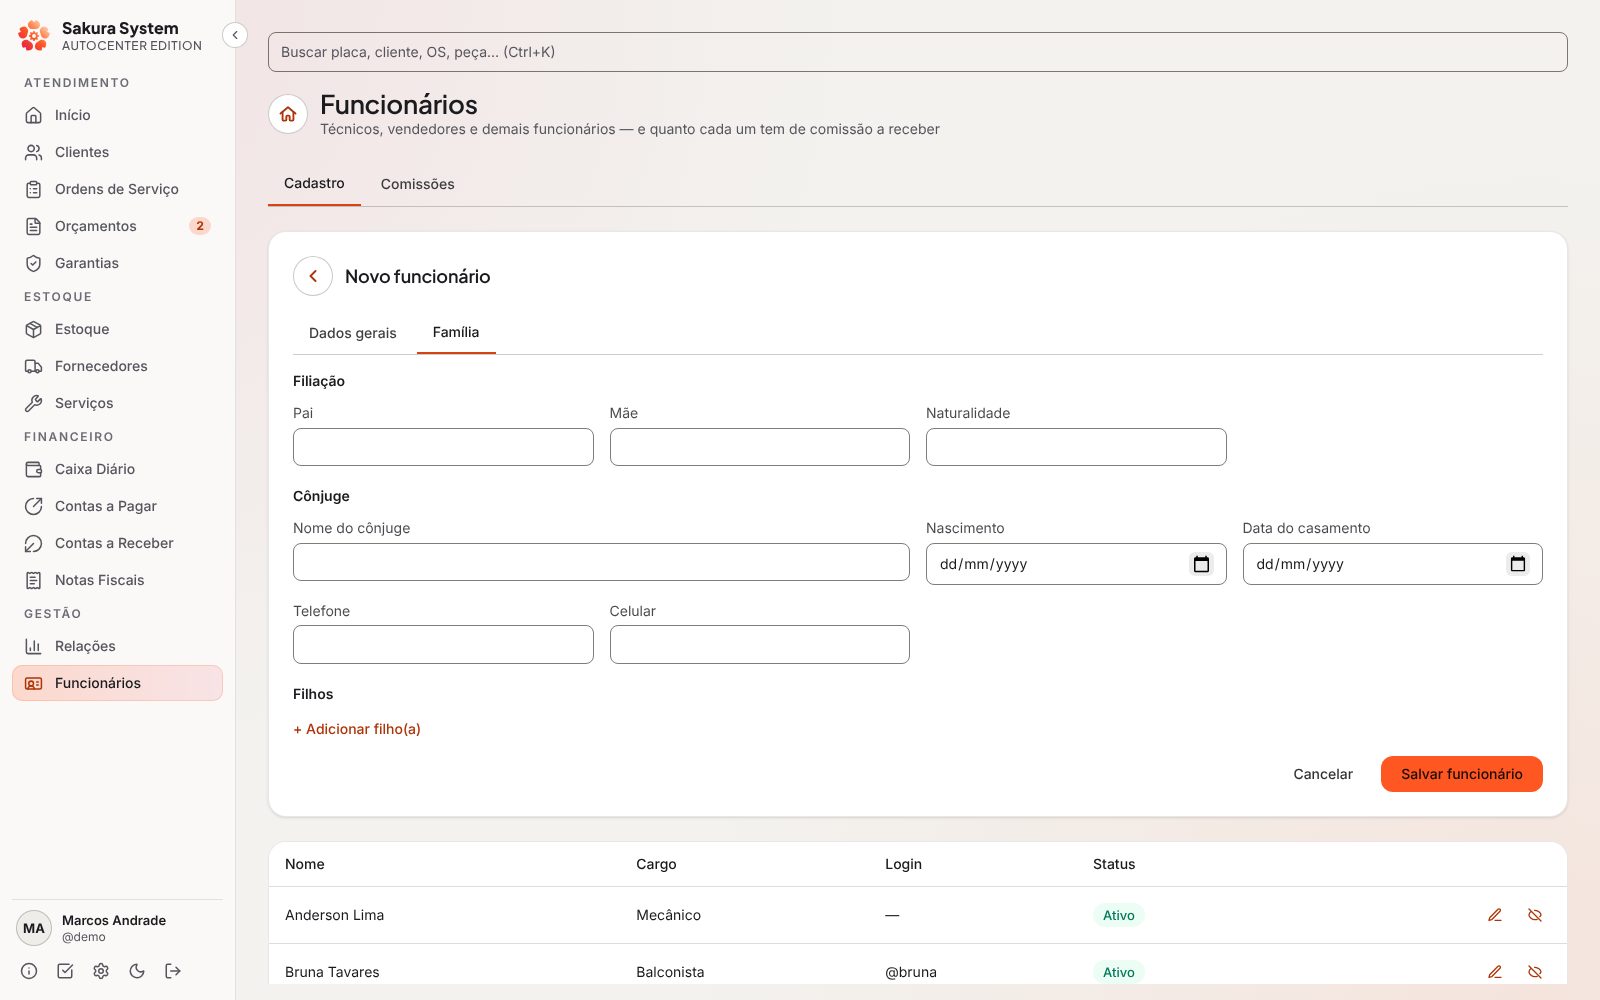 Sakura System
AUTOCENTER EDITION
ATENDIMENTO
Início
Clientes
Ordens de Serviço
Orçamentos 2
Garantias
ESTOQUE
Estoque
Fornecedores
Serviços
FINANCEIRO
Caixa Diário
Contas a Pagar
Contas a Receber
Notas Fiscais
GESTÃO
Relações
Funcionários
MA
Marcos Andrade
@demo
Buscar placa, cliente, OS, peça... (Ctrl+K)
Funcionários
Técnicos, vendedores e demais funcionários — e quanto cada um tem de comissão a receber
Cadastro Comissões
Novo funcionário
Dados gerais Família
Filiação
Pai Mãe Naturalidade
Cônjuge
Nome do cônjuge Nascimento Data do casamento
dd/mm/yyyy dd/mm/yyyy
Telefone Celular
Filhos
+ Adicionar filho(a)
Cancelar Salvar funcionário
Nome Cargo Login Status
Anderson Lima Mecânico — Ativo
Bruna Tavares Balconista @bruna Ativo